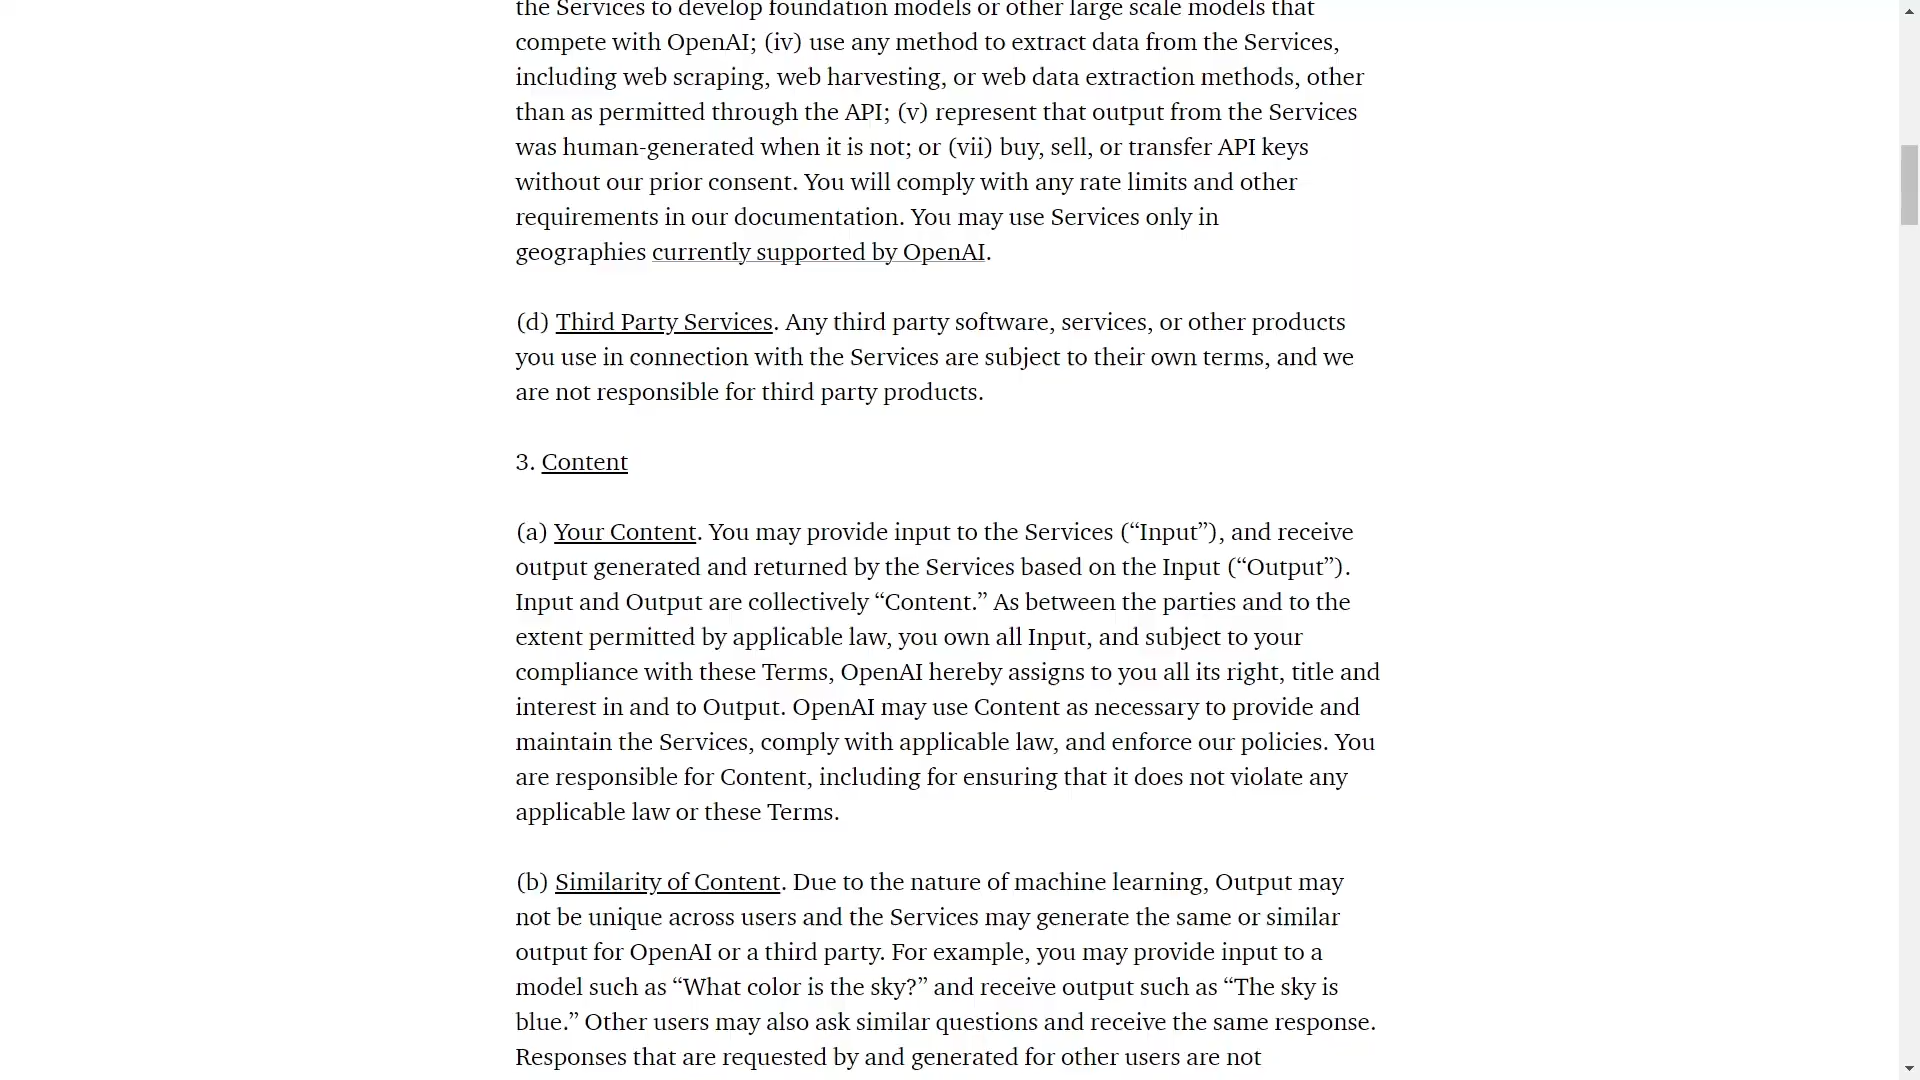 the Services to develop foundation models or other large scale models that
compete with OpenAI; (iv) use any method to extract data from the Services,
including web scraping, web harvesting, or web data extraction methods, other
than as permitted through the API; (v) represent that output from the Services
was human-generated when it is not; or (vii) buy, sell, or transfer API keys
without our prior consent. You will comply with any rate limits and other
requirements in our documentation. You may use Services only in
geographies currently supported by OpenAI.
(d) Third Party Services. Any third party software, services, or other products
you use in connection with the Services are subject to their own terms, and we
are not responsible for third party products.
3. Content
(a) Your Content. You may provide input to the Services (“Input”), and receive
output generated and returned by the Services based on the Input (“Output”).
Input and Output are collectively “Content.” As between the parties and to the
extent permitted by applicable law, you own all Input, and subject to your
compliance with these Terms, OpenAI hereby assigns to you all its right, title and
interest in and to Output. OpenAI may use Content as necessary to provide and
maintain the Services, comply with applicable law, and enforce our policies. You
are responsible for Content, including for ensuring that it does not violate any
applicable law or these Terms.
(b) Similarity of Content. Due to the nature of machine learning, Output may
not be unique across users and the Services may generate the same or similar
output for OpenAI or a third party. For example, you may provide input to a
model such as “What color is the sky?” and receive output such as “The sky is
blue.” Other users may also ask similar questions and receive the same response.
Responses that are requested by and generated for other users are not